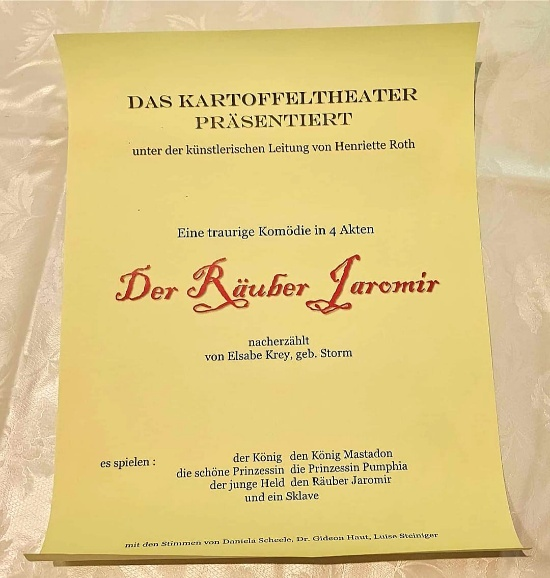 DAS KARTOFFELTHEATER
PRÄSENTIERT
unter der künstlerischen Leitung von Henriette Roth
Eine traurige Komödie in 4 Akten
Der Räuber Jaromir
nacherzählt
von Elsabe Krey, geb. Storm
es spielen : der König den König Mastadon
die schöne Prinzessin die Prinzessin Pumphia
der junge Held den Räuber Jaromir
und ein Sklave
mit den Stimmen von Daniela Scheele, Dr. Gideon Haut, Luisa Steiniger